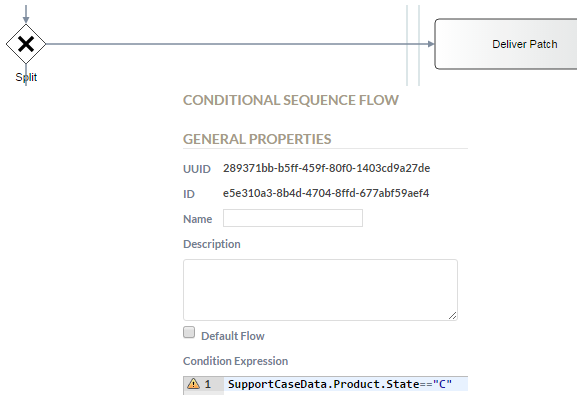 Deliver Patch
Split
CONDITIONAL SEQUENCE FLOW
GENERAL PROPERTIES
UUID 289371bb-b5ff-459f-80f0-1403cd9a27de
ID e5e310a3-8b4d-4704-8ffd-677abf59aef4
Name
Description
Default Flow
Condition Expression
1 SupportCaseData.Product.State=="C"